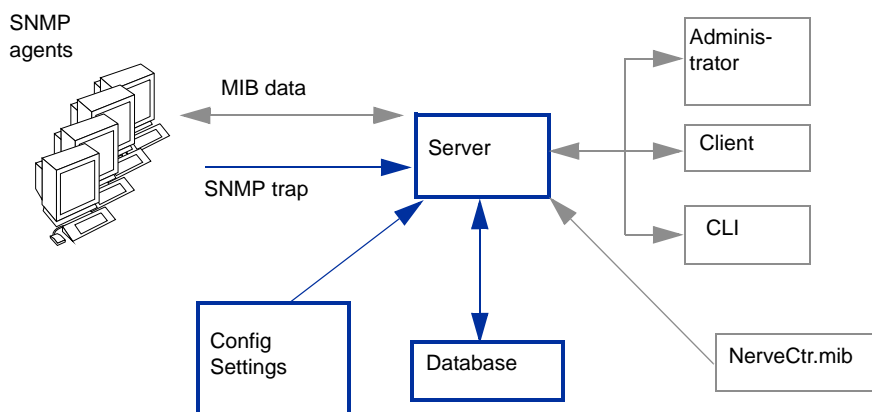 SNMP
agents
MIB data
SNMP trap
Server
Adminis-
trator
Client
CLI
Config
Settings
Database
NerveCtr.mib